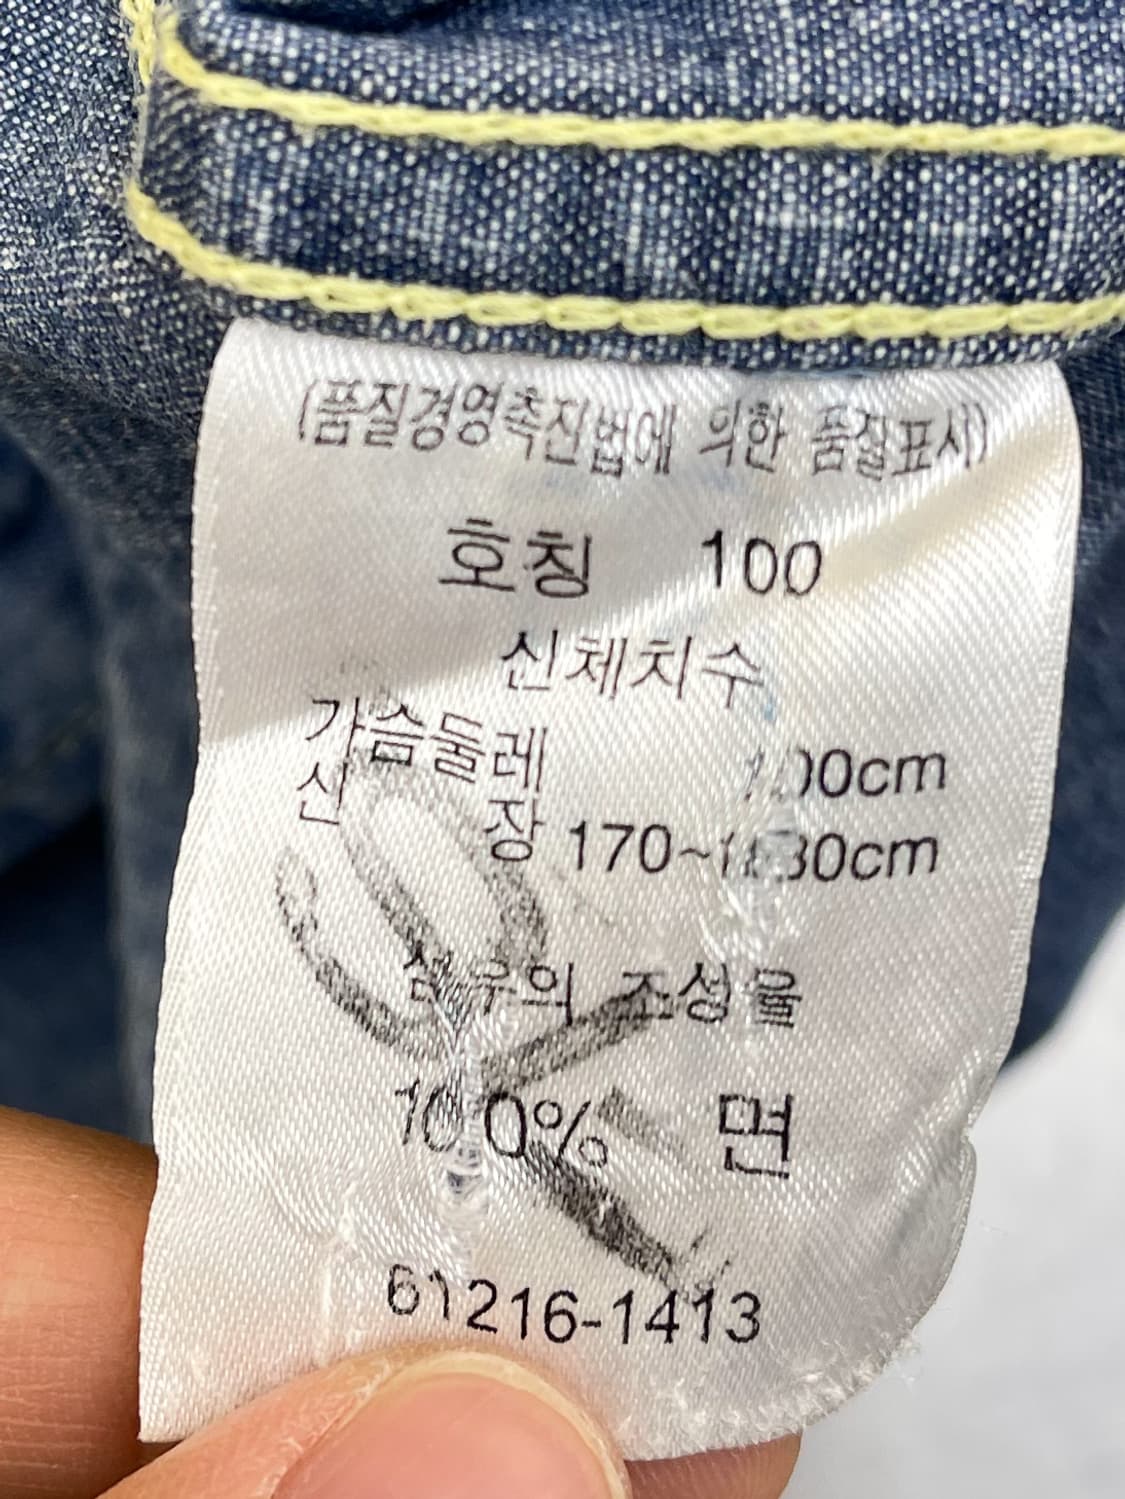 (품질경영촉진법에 의한 품질표시)
호칭 100
신체치수
가슴둘레 100cm
신 장 170~180cm
섬유의 조성율
100% 면
61216-1413